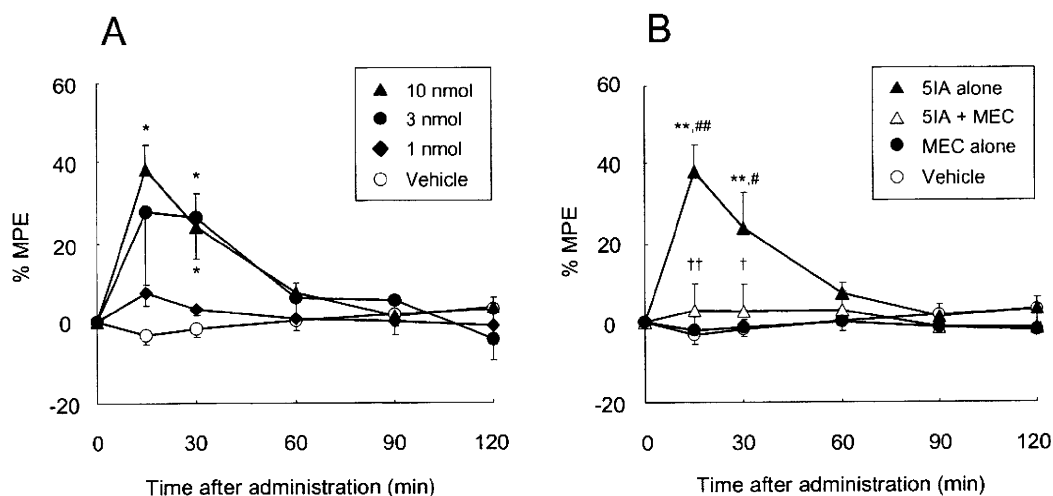 A
60
40
20
0
-20
% MPE
0 30 60 90 120
Time after administration (min)
10 nmol
3 nmol
1 nmol
Vehicle
*
*
*
B
60
40
20
0
-20
% MPE
0 30 60 90 120
Time after administration (min)
5IA alone
5IA + MEC
MEC alone
Vehicle
**,##
**,#
††
†